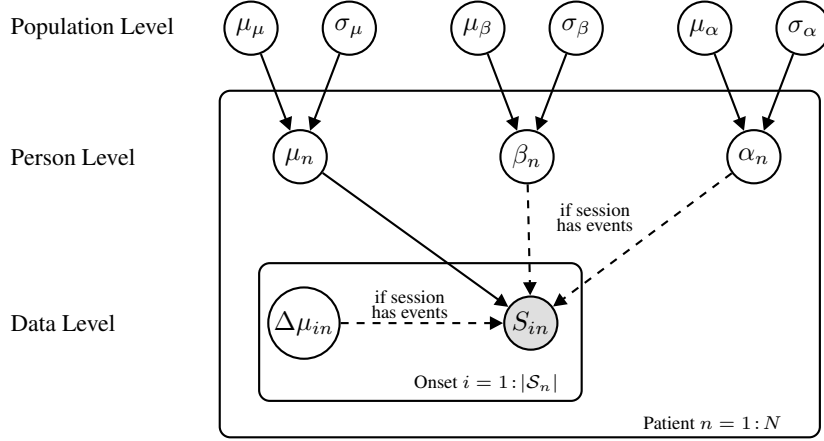 Population Level μ_μ σ_μ μ_β σ_β μ_α σ_α
Person Level μ_n β_n α_n
if session
has events
if session
has events
Data Level Δμ_in S_in
Onset i = 1:|𝒮_n|
Patient n = 1:N